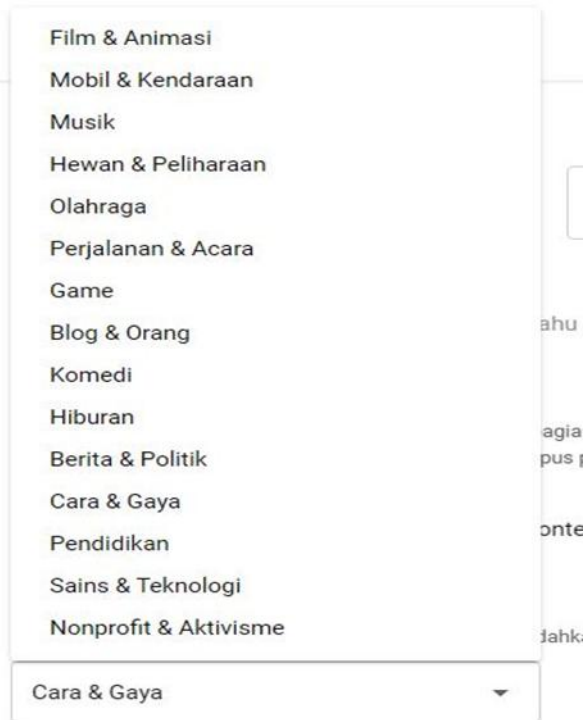 Film & Animasi
Mobil & Kendaraan
Musik
Hewan & Peliharaan
Olahraga
Perjalanan & Acara
Game
Blog & Orang
Komedi
Hiburan
Berita & Politik
Cara & Gaya
Pendidikan
Sains & Teknologi
Nonprofit & Aktivisme
Cara & Gaya